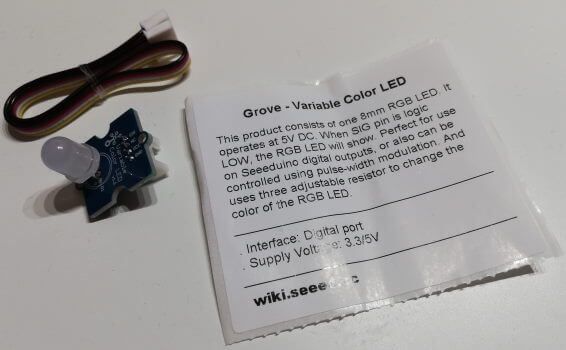 Grove - Variable Color LED
This product consists of one 8mm RGB LED. It
operates at 5V DC. When SIG pin is logic
LOW, the RGB LED will show. Perfect for use
on Seeeduino digital outputs, or also can be
controlled using pulse-width modulation. And
uses three adjustable resistor to change the
color of the RGB LED.
. Interface: Digital port
. Supply Voltage: 3.3/5V
Variable
Color LED